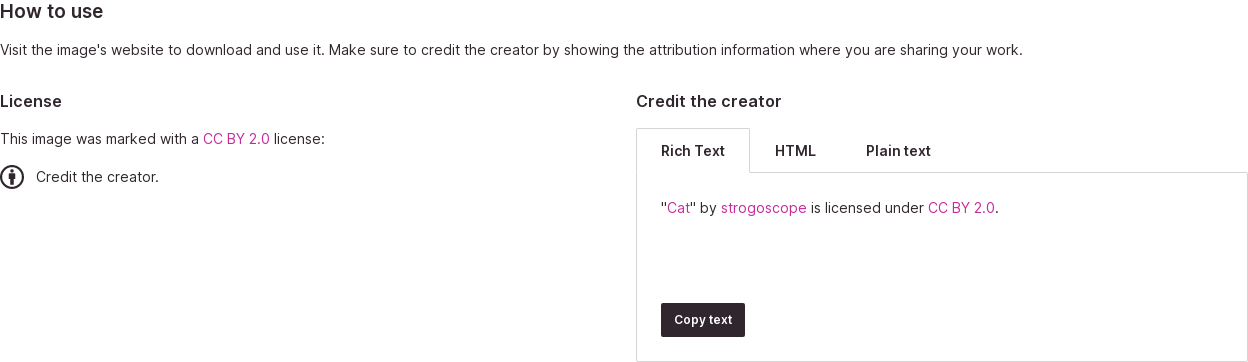 How to use
Visit the image's website to download and use it. Make sure to credit the creator by showing the attribution information where you are sharing your work.
License
This image was marked with a CC BY 2.0 license:
Credit the creator.
Credit the creator
Rich Text
HTML
Plain text
"Cat" by strogoscope is licensed under CC BY 2.0.
Copy text